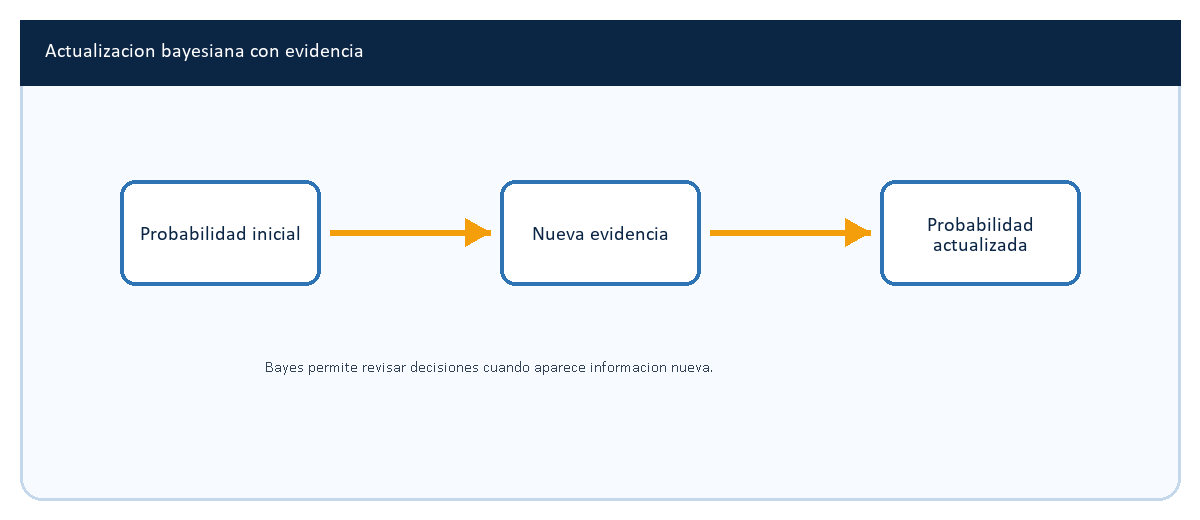 Actualizacion bayesiana con evidencia
Probabilidad inicial
Nueva evidencia
Probabilidad
actualizada
Bayes permite revisar decisiones cuando aparece informacion nueva.